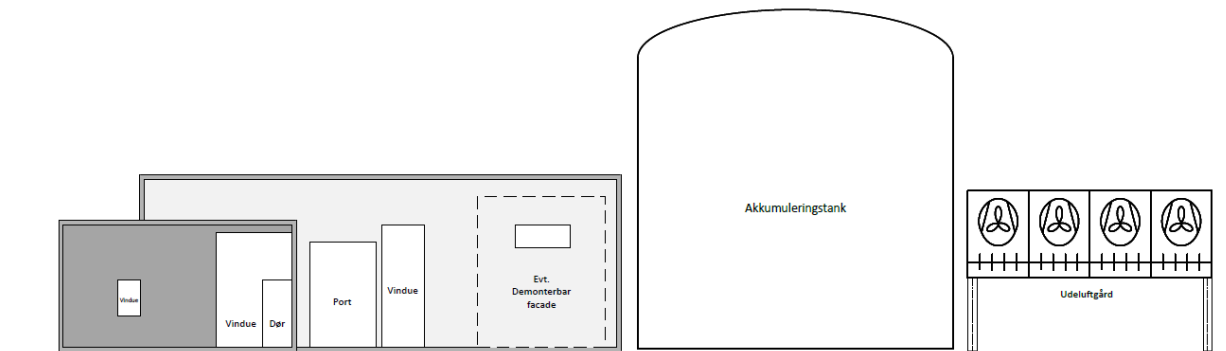 Akkumuleringstank
Vindue
Vindue
Dør
Port
Vindue
Evt.
Demonterbar
facade
Udeluftgård